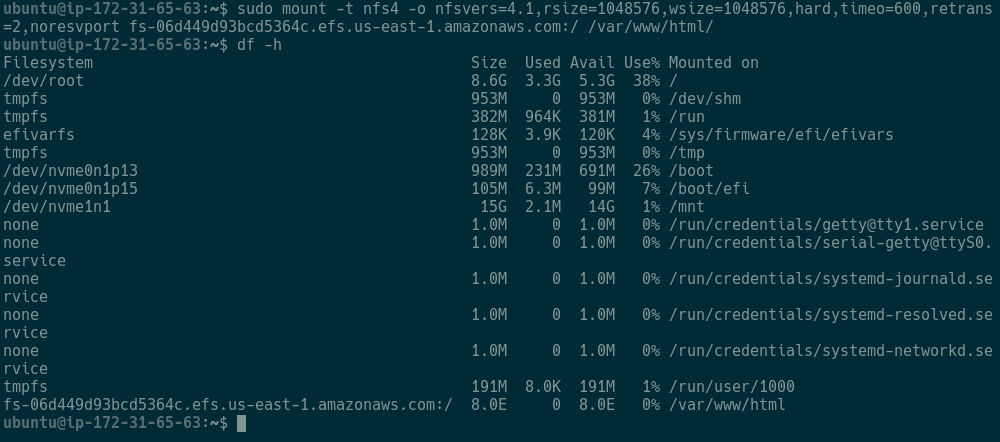 ubuntu@ip-172-31-65-63:~$ sudo mount -t nfs4 -o nfsvers=4.1,rsize=1048576,wsize=1048576,hard,timeo=600,retrans
=2,noresvport fs-06d449d93bcd5364c.efs.us-east-1.amazonaws.com:/ /var/www/html/
ubuntu@ip-172-31-65-63:~$ df -h
Filesystem                                          Size  Used Avail Use% Mounted on
/dev/root                                           8.6G  3.3G  5.3G  38% /
tmpfs                                               953M     0  953M   0% /dev/shm
tmpfs                                               382M  964K  381M   1% /run
efivarfs                                            128K  3.9K  120K   4% /sys/firmware/efi/efivars
tmpfs                                               953M     0  953M   0% /tmp
/dev/nvme0n1p13                                     989M  231M  691M  26% /boot
/dev/nvme0n1p15                                     105M  6.3M   99M   7% /boot/efi
/dev/nvme1n1                                         15G  2.1M   14G   1% /mnt
none                                                1.0M     0  1.0M   0% /run/credentials/getty@tty1.service
none                                                1.0M     0  1.0M   0% /run/credentials/serial-getty@ttyS0.
service
none                                                1.0M     0  1.0M   0% /run/credentials/systemd-journald.se
rvice
none                                                1.0M     0  1.0M   0% /run/credentials/systemd-resolved.se
rvice
none                                                1.0M     0  1.0M   0% /run/credentials/systemd-networkd.se
rvice
tmpfs                                               191M  8.0K  191M   1% /run/user/1000
fs-06d449d93bcd5364c.efs.us-east-1.amazonaws.com:/  8.0E     0  8.0E   0% /var/www/html
ubuntu@ip-172-31-65-63:~$